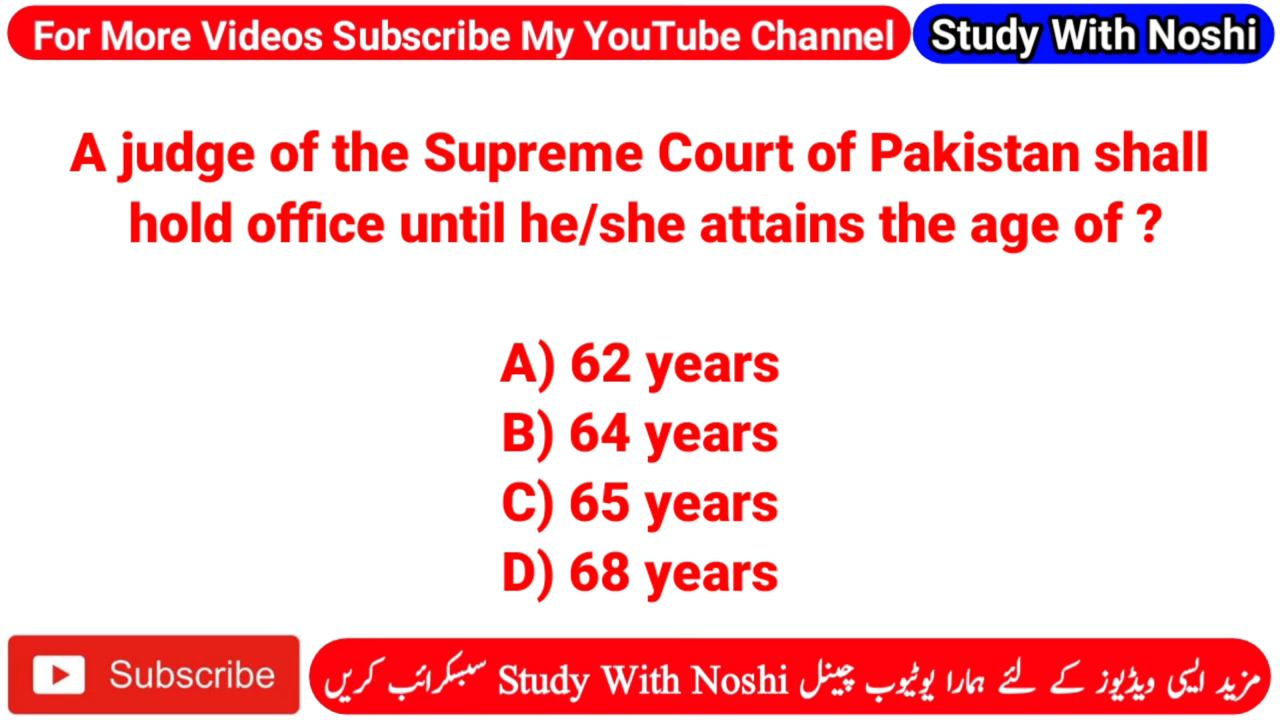 For More Videos Subscribe My YouTube Channel
Study With Noshi
A judge of the Supreme Court of Pakistan shall
hold office until he/she attains the age of ?
A) 62 years
B) 64 years
C) 65 years
D) 68 years
Subscribe
مزید ایسی ویڈیوز کے لئے ہمارا یوٹیوب چینل Study With Noshi سبسکرائب کریں